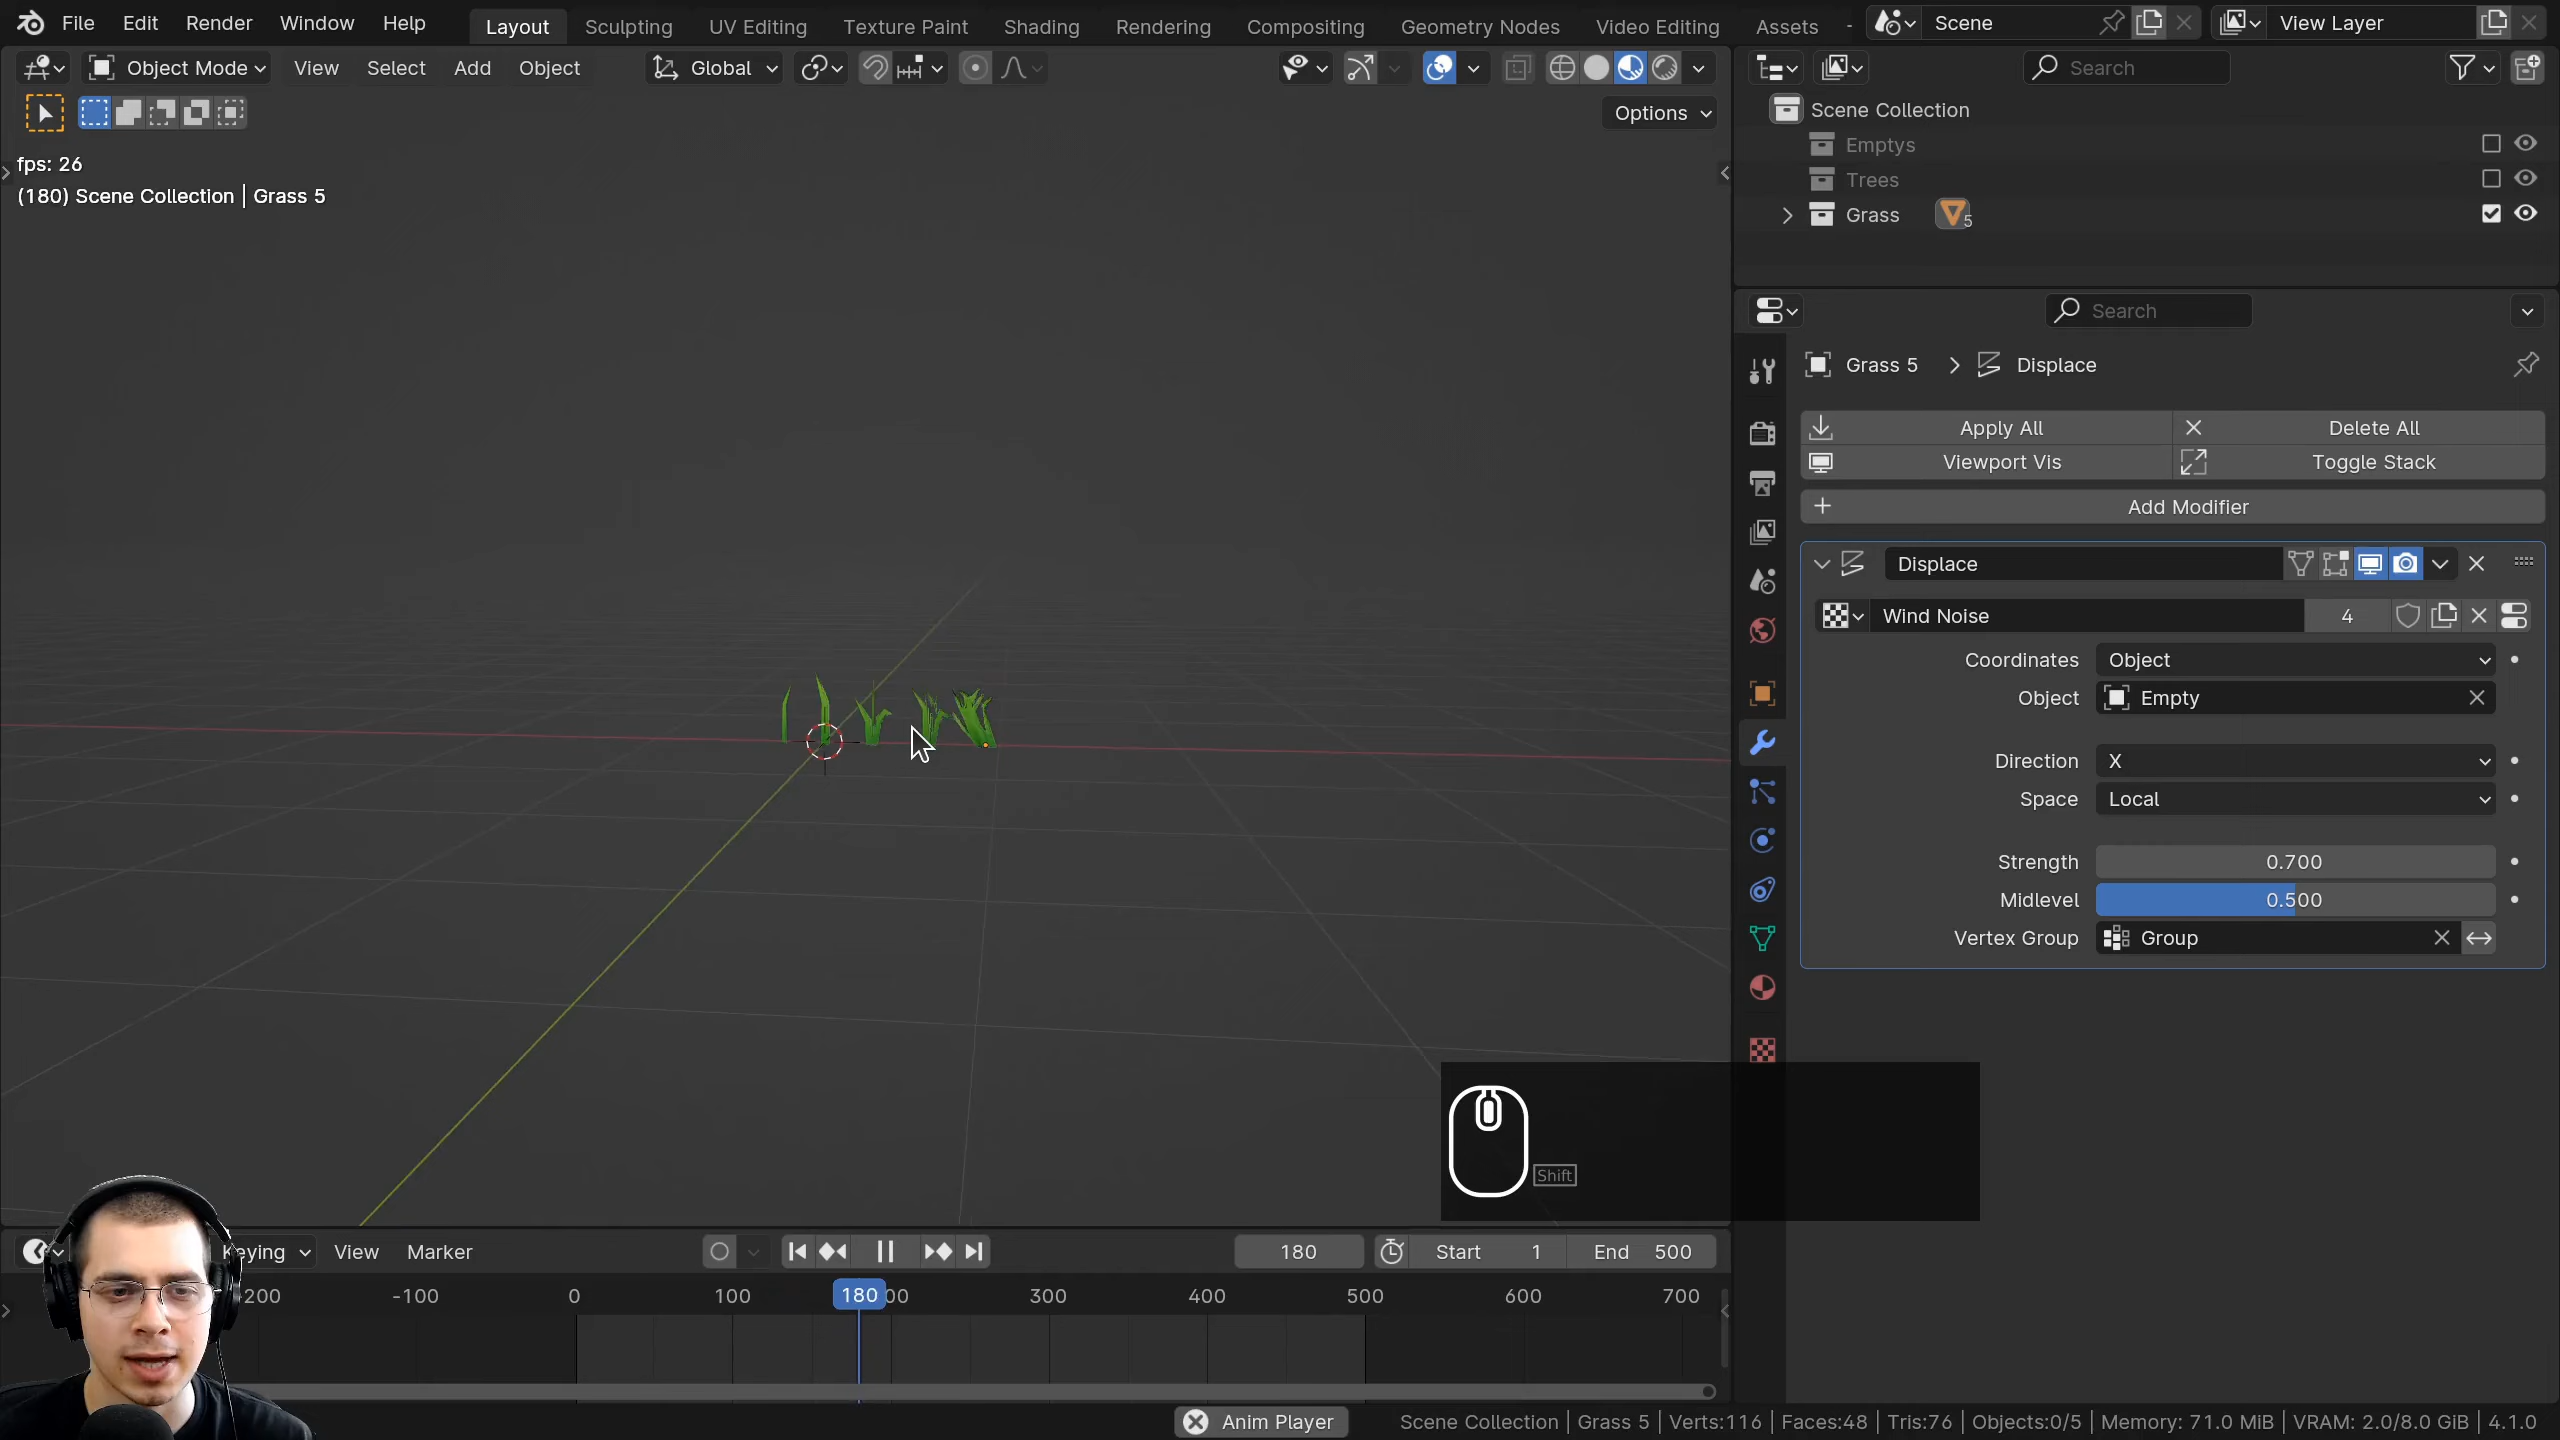 File Edit Render Window Help Layout Sculpting UV Editing Texture Paint Shading Rendering Compositing Geometry Nodes Video Editing Assets Scene View Layer
Object Mode View Select Add Object Global Search
Options
fps: 26
(180) Scene Collection | Grass 5
Scene Collection
Emptys
Trees
Grass 5
Search
Grass 5 > Displace
Apply All Delete All
Viewport Vis Toggle Stack
Add Modifier
Displace
Wind Noise 4
Coordinates Object
Object Empty
Direction X
Space Local
Strength 0.700
Midlevel 0.500
Vertex Group Group
Shift
Keying View Marker 180 Start 1 End 500
-100 0 100 180 300 400 500 600 700
Anim Player Scene Collection | Grass 5 | Verts:116 | Faces:48 | Tris:76 | Objects:0/5 | Memory: 71.0 MiB | VRAM: 2.0/8.0 GiB | 4.1.0